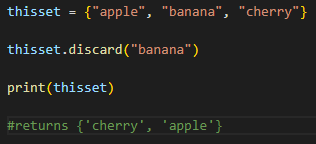 thisset = {"apple", "banana", "cherry"}
thisset.discard("banana")
print(thisset)
#returns {'cherry', 'apple'}